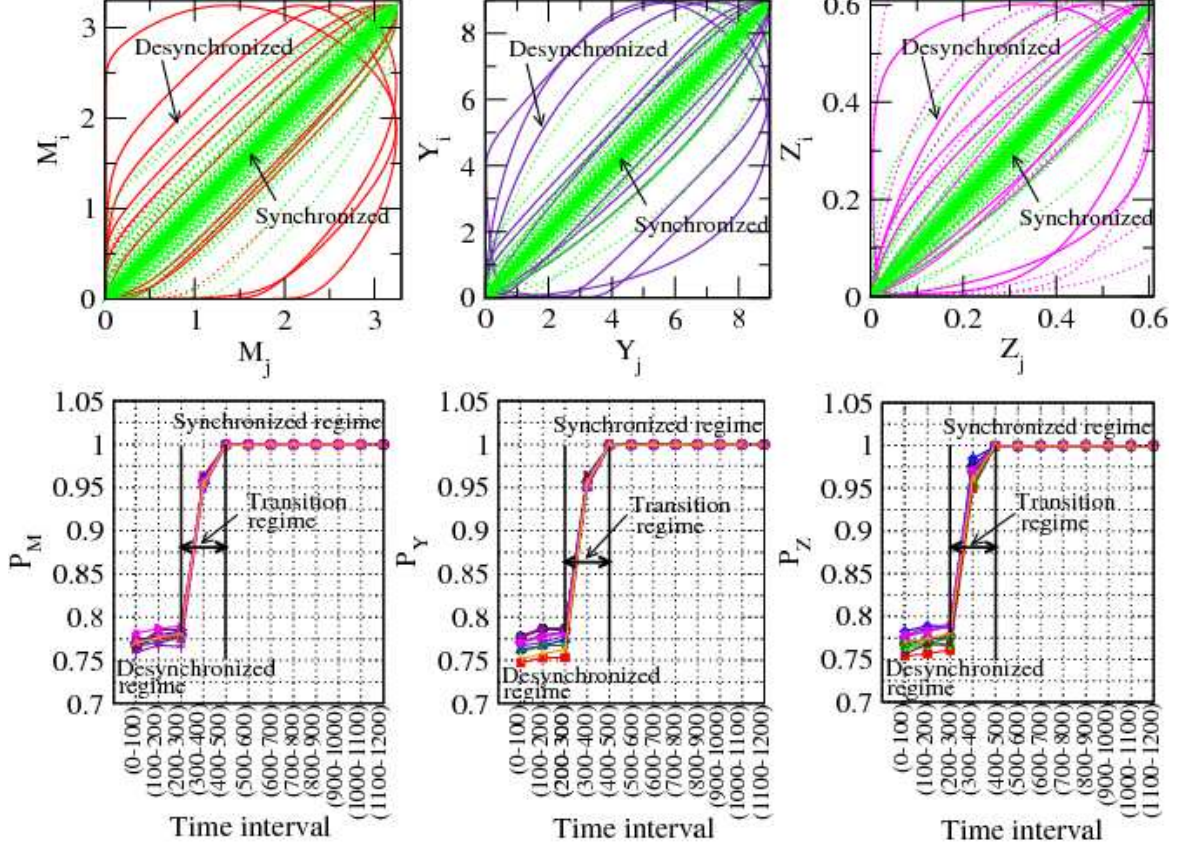 3
2
1
0
M_i
Desynchronized
Synchronized
0 1 2 3
M_j
8
6
4
2
0
Y_i
Desynchronized
Synchronized
0 2 4 6 8
Y_j
0.6
0.4
0.2
0
Z_i
Desynchronized
Synchronized
0 0.2 0.4 0.6
Z_j
1.05
1
0.95
0.9
0.85
0.8
0.75
0.7
P_M
Synchronized regime
Transition
regime
Desynchronized
regime
(0-100)
(100-200)
(200-300)
(300-400)
(400-500)
(500-600)
(600-700)
(700-800)
(800-900)
(900-1000)
(1000-1100)
(1100-1200)
Time interval
1.05
1
0.95
0.9
0.85
0.8
0.75
0.7
P_Y
Synchronized regime
Transition
regime
Desynchronized
regime
(0-100)
(100-200)
(200-300)
(300-400)
(400-500)
(500-600)
(600-700)
(700-800)
(800-900)
(900-1000)
(1000-1100)
(1100-1200)
Time interval
1.05
1
0.95
0.9
0.85
0.8
0.75
0.7
P_Z
Synchronized regime
Transition
regime
Desynchronized
regime
(0-100)
(100-200)
(200-300)
(300-400)
(400-500)
(500-600)
(600-700)
(700-800)
(800-900)
(900-1000)
(1000-1100)
(1100-1200)
Time interval